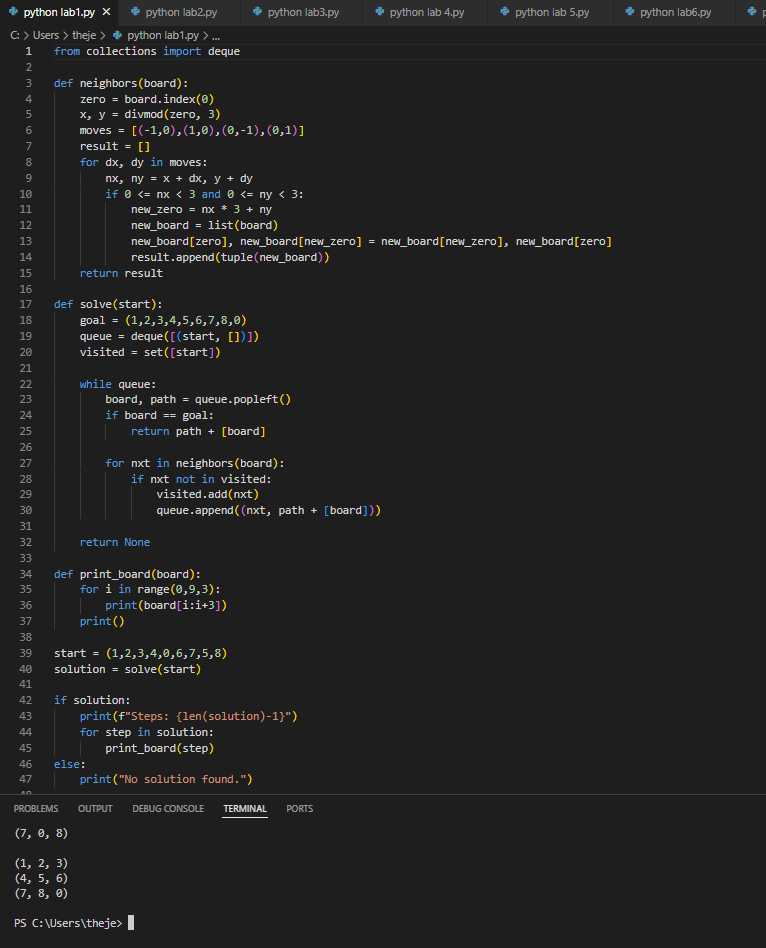 python lab1.py python lab2.py python lab3.py python lab 4.py python lab 5.py python lab6.py p
C: > Users > theje > python lab1.py > ...
1 from collections import deque
2
3 def neighbors(board):
4     zero = board.index(0)
5     x, y = divmod(zero, 3)
6     moves = [(-1,0),(1,0),(0,-1),(0,1)]
7     result = []
8     for dx, dy in moves:
9         nx, ny = x + dx, y + dy
10         if 0 <= nx < 3 and 0 <= ny < 3:
11             new_zero = nx * 3 + ny
12             new_board = list(board)
13             new_board[zero], new_board[new_zero] = new_board[new_zero], new_board[zero]
14             result.append(tuple(new_board))
15     return result
16
17 def solve(start):
18     goal = (1,2,3,4,5,6,7,8,0)
19     queue = deque([(start, [])])
20     visited = set([start])
21
22     while queue:
23         board, path = queue.popleft()
24         if board == goal:
25             return path + [board]
26
27         for nxt in neighbors(board):
28             if nxt not in visited:
29                 visited.add(nxt)
30                 queue.append((nxt, path + [board]))
31
32     return None
33
34 def print_board(board):
35     for i in range(0,9,3):
36         print(board[i:i+3])
37     print()
38
39 start = (1,2,3,4,0,6,7,5,8)
40 solution = solve(start)
41
42 if solution:
43     print(f"Steps: {len(solution)-1}")
44     for step in solution:
45         print_board(step)
46 else:
47     print("No solution found.")
48
PROBLEMS OUTPUT DEBUG CONSOLE TERMINAL PORTS
(7, 0, 8)
(1, 2, 3)
(4, 5, 6)
(7, 8, 0)
PS C:\Users\theje>